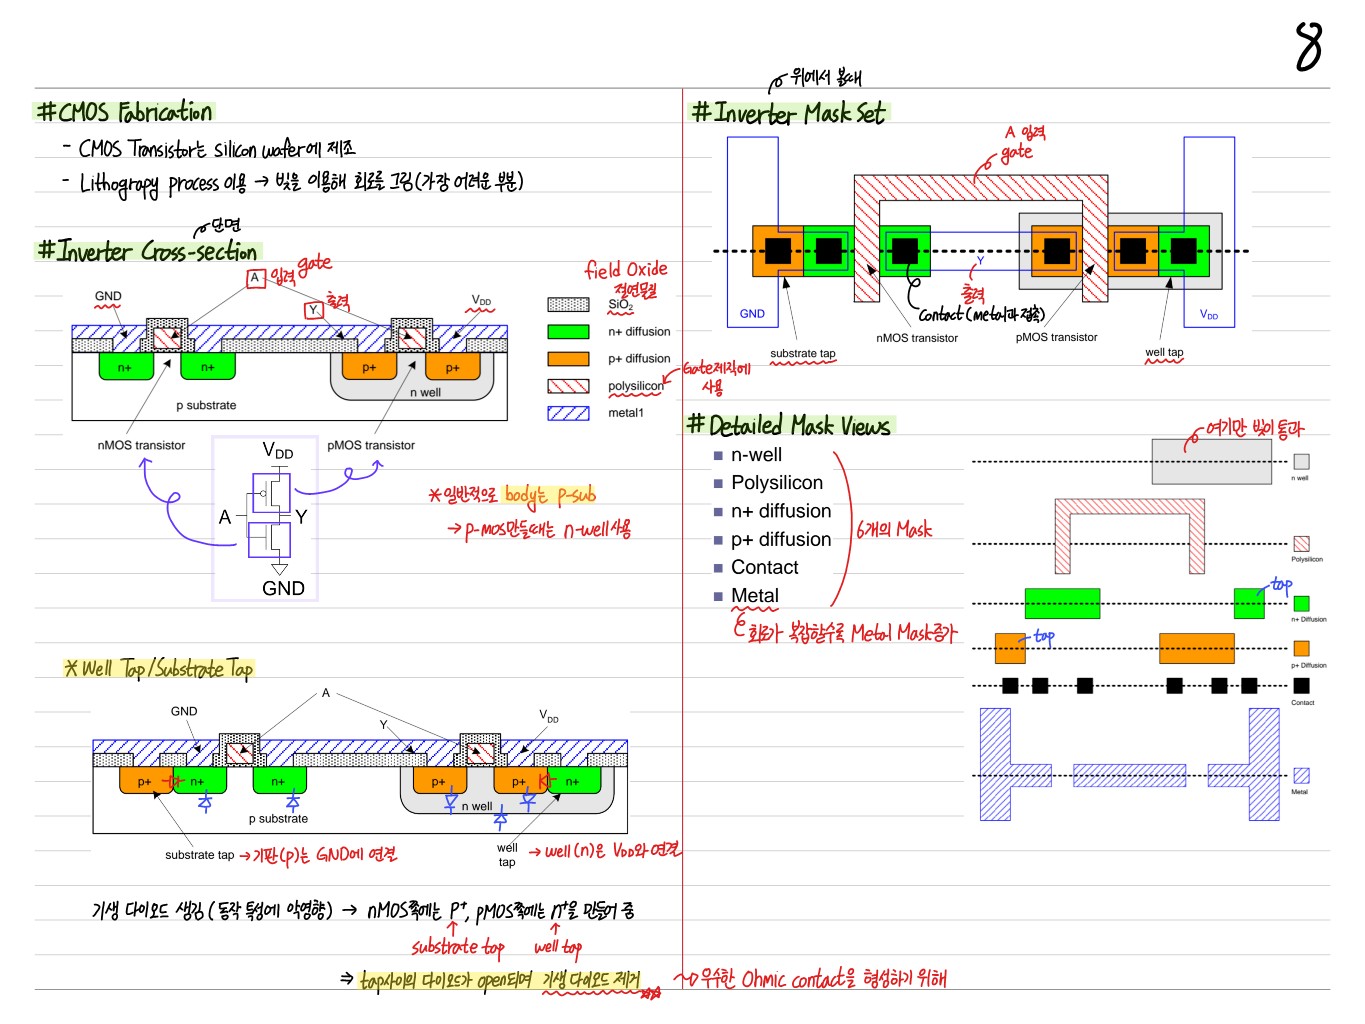 8
#CMOS Fabrication
- CMOS Transistor는 silicon wafer에 제조
- Lithograpy process 이용 → 빛을 이용해 회로를 그림 (가장 어려운 부분)
단면
#Inverter Cross-section
A 입력 gate
GND
Y 출력
VDD
field Oxide
절연물질
SiO2
n+ diffusion
p+ diffusion
polysilicon
Gate제작에
사용
metal1
n+ n+ p+ p+
n well
p substrate
nMOS transistor
pMOS transistor
VDD
A Y
GND
*일반적으로 body는 p-sub
→ p-mos만들때는 n-well사용
* Well Tap/Substrate Tap
A
GND
Y
VDD
p+ n+ n+ p+ p+ n+
n well
p substrate
substrate tap → 기판(p)는 GND에 연결
well
tap
→ well(n)은 VDD와 연결
기생 다이오드 생김 (동작 특성에 악영향) → nMOS쪽에는 P+, pMOS쪽에는 n+을 만들어 줌
substrate tap
well tap
⇒ tap사이의 다이오드가 open되며 기생 다이오드 제거
우수한 Ohmic contact을 형성하기 위해
위에서 볼때
#Inverter Mask Set
A 입력
gate
Y
출력
Contact (metal과 접촉)
GND
VDD
nMOS transistor
pMOS transistor
substrate tap
well tap
#Detailed Mask Views
n-well
Polysilicon
n+ diffusion
p+ diffusion
Contact
Metal
6개의 Mask
회로가 복잡할수록 Metal Mask증가
여기만 빛이 통과
n well
Polysilicon
tap
n+ Diffusion
tap
p+ Diffusion
Contact
Metal